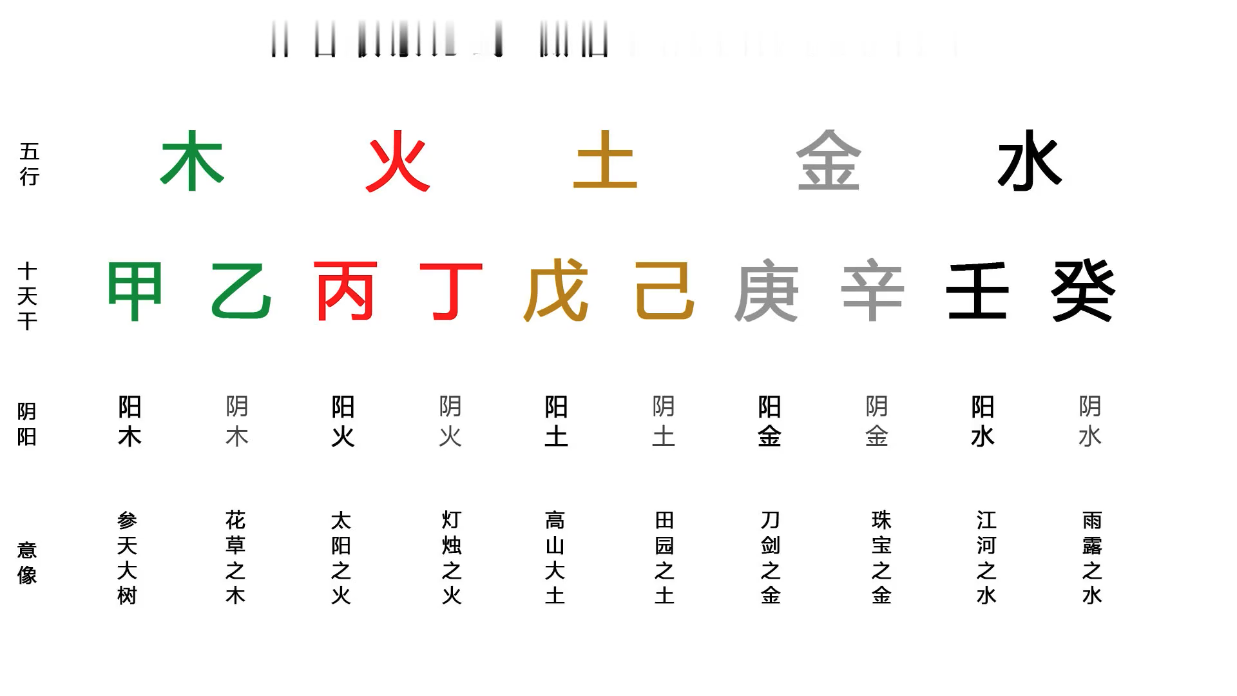 五行 木 火 土 金 水
十天干 甲 乙 丙 丁 戊 己 庚 辛 壬 癸
阴阳 阳木 阴木 阳火 阴火 阳土 阴土 阳金 阴金 阳水 阴水
意像 参天大树 花草之木 太阳之火 灯烛之火 高山大土 田园之土 刀剑之金 珠宝之金 江河之水 雨露之水